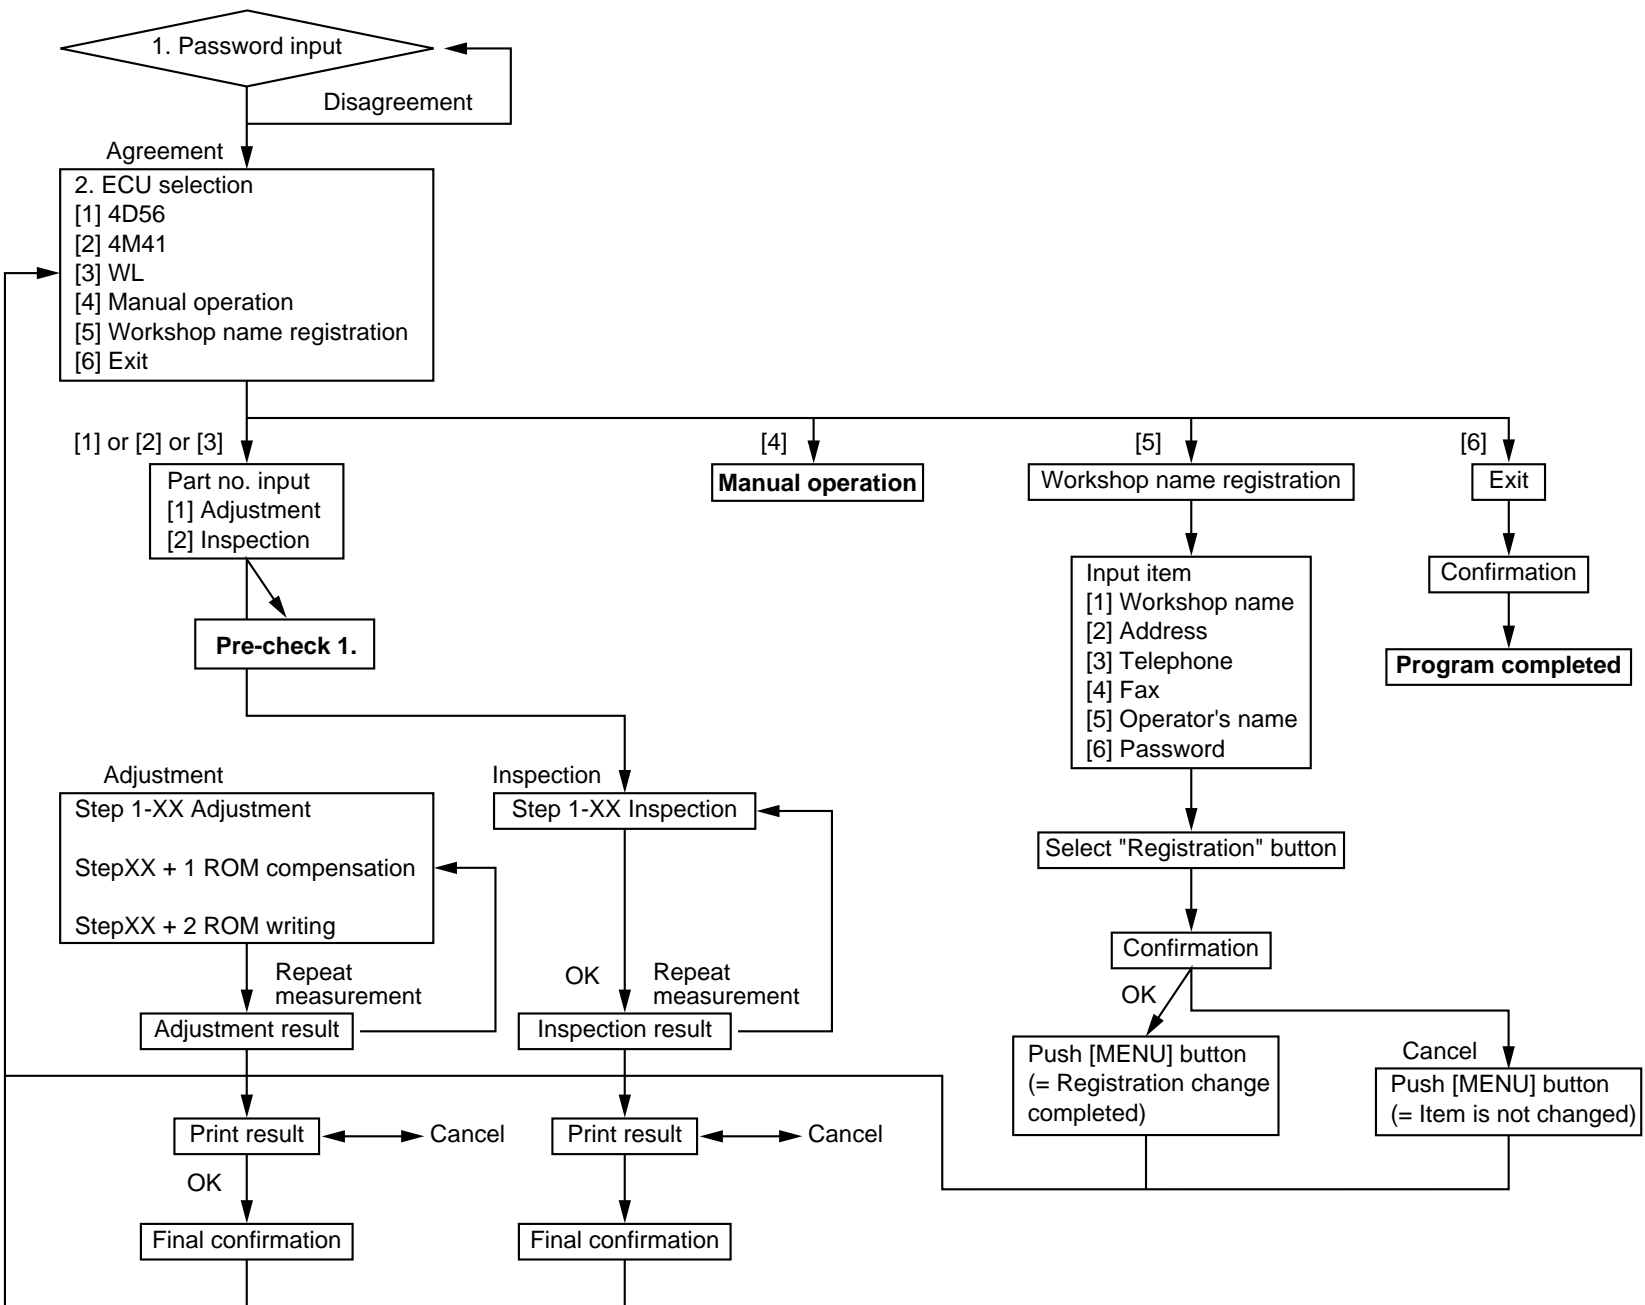 1. Password input
Disagreement
Agreement
2. ECU selection
[1] 4D56
[2] 4M41
[3] WL
[4] Manual operation
[5] Workshop name registration
[6] Exit
[1] or [2] or [3]
[4]
[5]
[6]
Part no. input
[1] Adjustment
[2] Inspection
Manual operation
Workshop name registration
Exit
Pre-check 1.
Input item
[1] Workshop name
[2] Address
[3] Telephone
[4] Fax
[5] Operator's name
[6] Password
Confirmation
Program completed
Adjustment
Step 1-XX Adjustment
StepXX + 1 ROM compensation
StepXX + 2 ROM writing
Inspection
Step 1-XX Inspection
Select "Registration" button
Confirmation
Repeat
measurement
OK
Repeat
measurement
OK
Adjustment result
Inspection result
Push [MENU] button
(= Registration change
completed)
Cancel
Push [MENU] button
(= Item is not changed)
Print result
Cancel
Print result
Cancel
OK
Final confirmation
Final confirmation